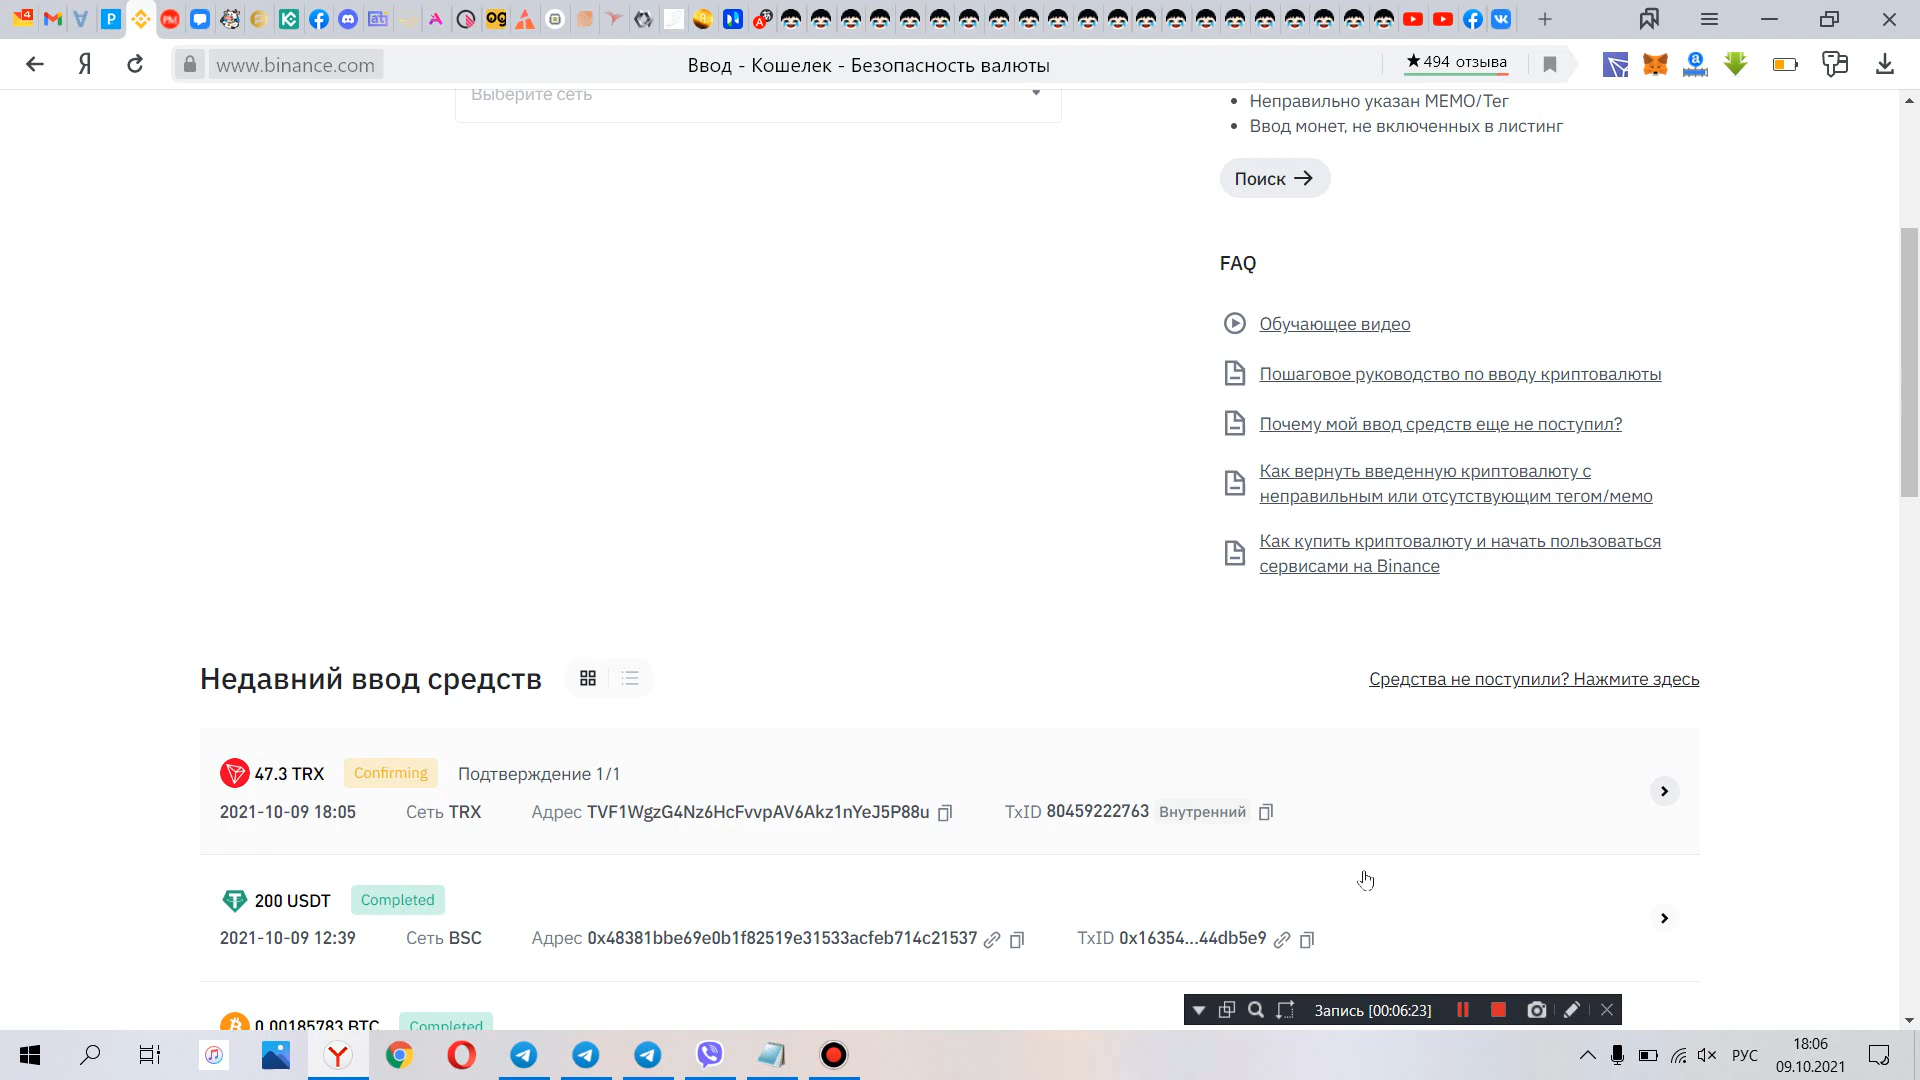 www.binance.com
Ввод - Кошелек - Безопасность валюты
★494 отзыва
Выберите сеть
Неправильно указан МЕМО/Тег
Ввод монет, не включенных в листинг
Поиск →
FAQ
Обучающее видео
Пошаговое руководство по вводу криптовалюты
Почему мой ввод средств еще не поступил?
Как вернуть введенную криптовалюту с
неправильным или отсутствующим тегом/мемо
Как купить криптовалюту и начать пользоваться
сервисами на Binance
Недавний ввод средств
Средства не поступили? Нажмите здесь
47.3 TRX Confirming Подтверждение 1/1
2021-10-09 18:05 Сеть TRX Адрес TVF1WgzG4Nz6HcFvvpAV6Akz1nYeJ5P88u TxID 80459222763 Внутренний
200 USDT Completed
2021-10-09 12:39 Сеть BSC Адрес 0x48381bbe69e0b1f82519e31533acfeb714c21537 TxID 0x16354...44db5e9
0.00185783 BTC Completed
Запись [00:06:23]
РУС
18:06
09.10.2021